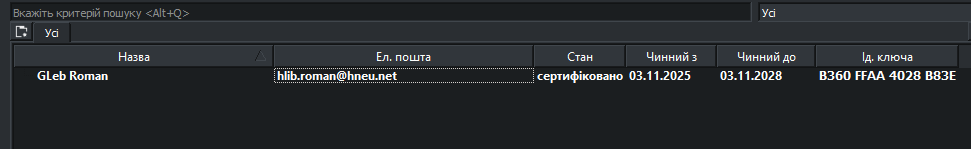 Вкажіть критерій пошуку <Alt+Q> Усі
Усі
Назва Ел. пошта Стан Чинний з Чинний до Ід. ключа
GLeb Roman hlib.roman@hneu.net сертифіковано 03.11.2025 03.11.2028 B360 FFAA 4028 B83E